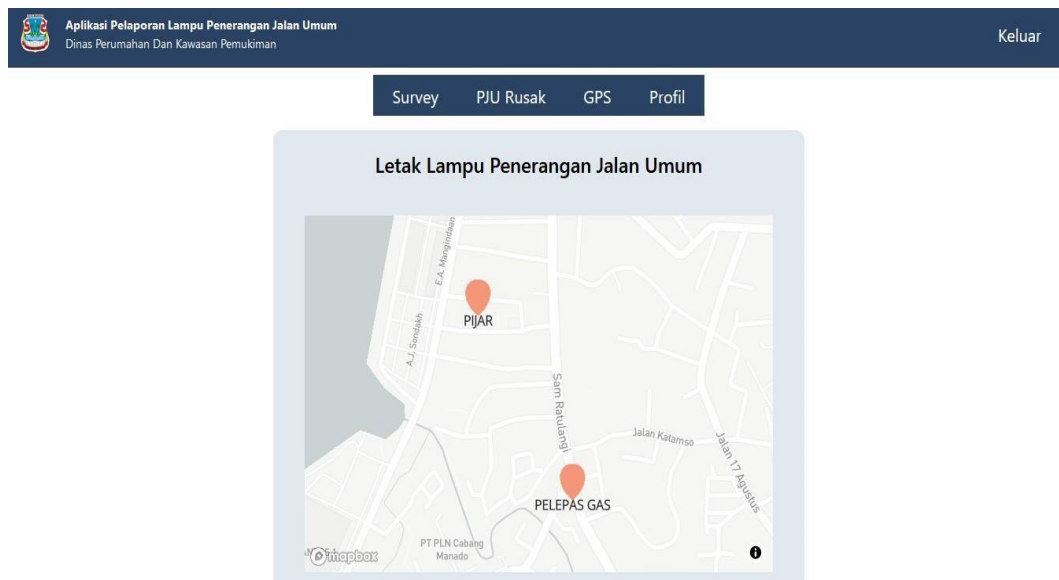 Aplikasi Pelaporan Lampu Penerangan Jalan Umum
Dinas Perumahan Dan Kawasan Pemukiman
Keluar
Survey PJU Rusak GPS Profil
Letak Lampu Penerangan Jalan Umum
E.A. Mangindaan
PIJAR
A.J. Sondakh
Sam Ratulangi
Jalan Katamso
Jalan 17 Agustus
PELEPAS GAS
PT PLN Cabang
Manado
mapbox